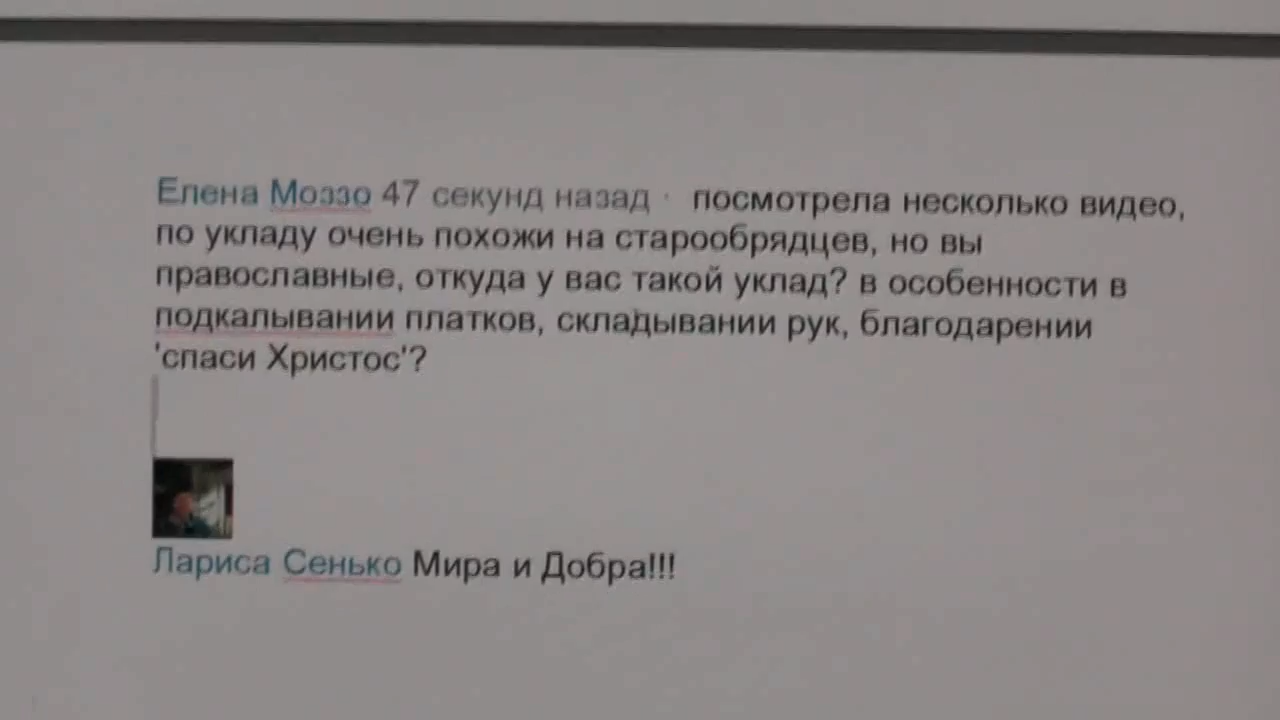 Елена Моззо 47 секунд назад · посмотрела несколько видео,
по укладу очень похожи на старообрядцев, но вы
православные, откуда у вас такой уклад? в особенности в
подкалывании платков, складывании рук, благодарении
'спаси Христос'?
Лариса Сенько Мира и Добра!!!